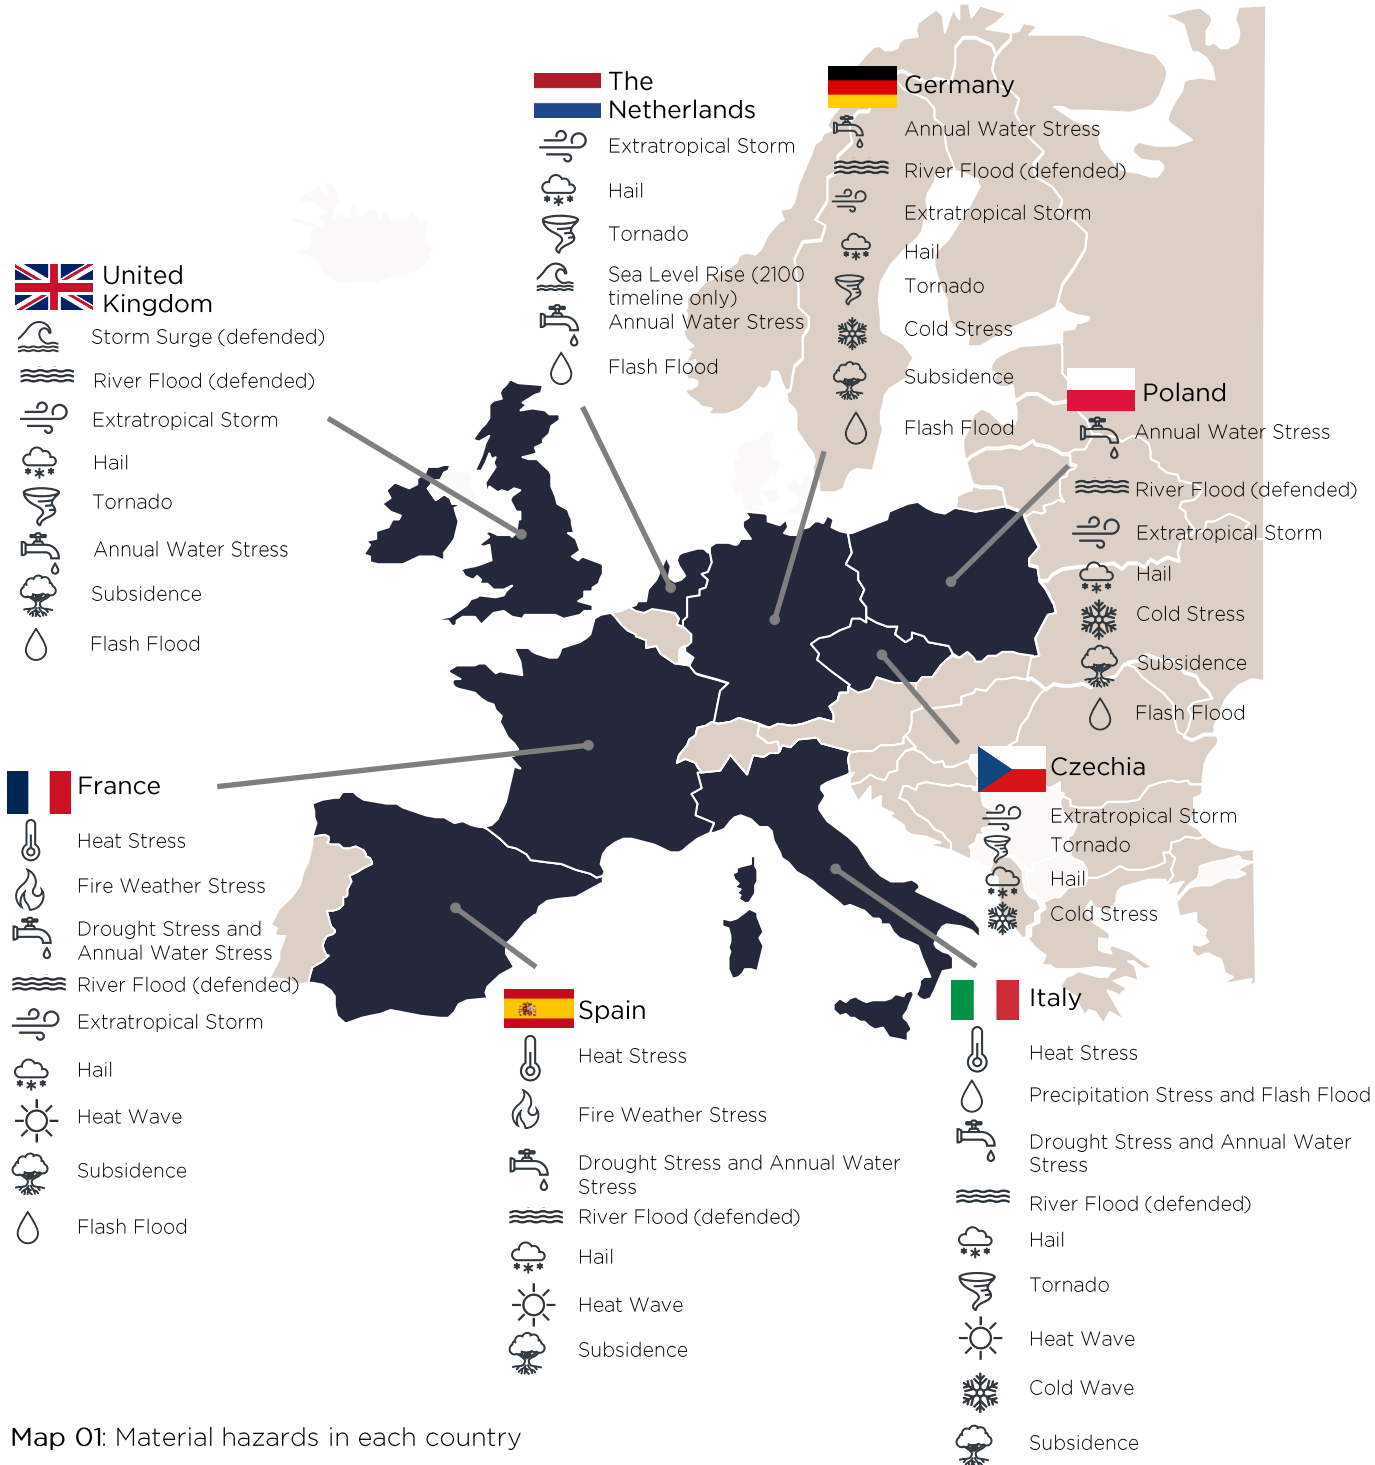 The
Netherlands
Extratropical Storm
Hail
Tornado
Sea Level Rise (2100
timeline only)
Annual Water Stress
Flash Flood
Germany
Annual Water Stress
River Flood (defended)
Extratropical Storm
Hail
Tornado
Cold Stress
Subsidence
Flash Flood
United
Kingdom
Storm Surge (defended)
River Flood (defended)
Extratropical Storm
Hail
Tornado
Annual Water Stress
Subsidence
Flash Flood
Poland
Annual Water Stress
River Flood (defended)
Extratropical Storm
Hail
Cold Stress
Subsidence
Flash Flood
Czechia
Extratropical Storm
Tornado
Hail
Cold Stress
France
Heat Stress
Fire Weather Stress
Drought Stress and
Annual Water Stress
River Flood (defended)
Extratropical Storm
Hail
Heat Wave
Subsidence
Flash Flood
Spain
Heat Stress
Fire Weather Stress
Drought Stress and Annual Water
Stress
River Flood (defended)
Hail
Heat Wave
Subsidence
Italy
Heat Stress
Precipitation Stress and Flash Flood
Drought Stress and Annual Water
Stress
River Flood (defended)
Hail
Tornado
Heat Wave
Cold Wave
Subsidence
Map 01: Material hazards in each country